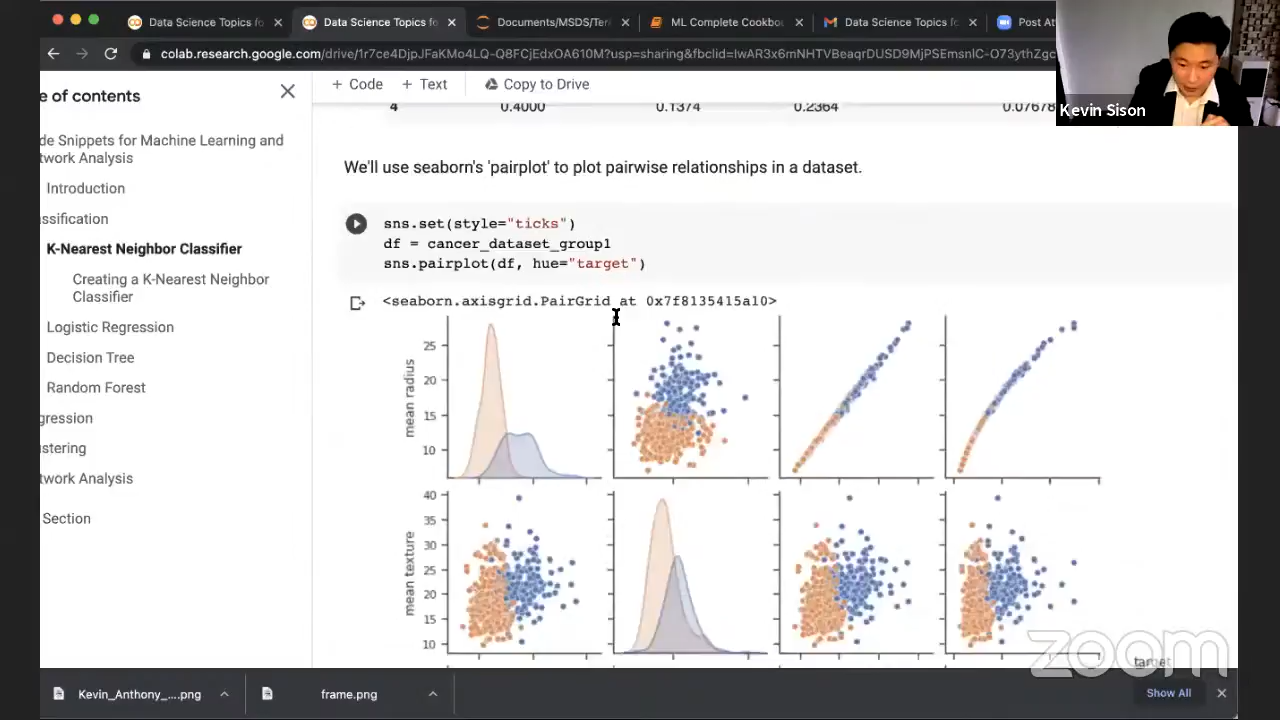 Data Science Topics fo
Data Science Topics fo
Documents/MSDS/Ter
ML Complete Cookbou
Data Science Topics fo
Post At
colab.research.google.com/drive/1r7ce4DjpJFaKMo4LQ-Q8FCjEdxOA610M?usp=sharing&fbclid=IwAR3x6mNHTVBeaqrDUSD9MjPSEmsnlC-O73ythZgc
Kevin Sison
e of contents
+ Code
+ Text
Copy to Drive
4 0.4000 0.1374 0.2364 0.07678
de Snippets for Machine Learning and
twork Analysis
Introduction
ssification
K-Nearest Neighbor Classifier
Creating a K-Nearest Neighbor
Classifier
Logistic Regression
Decision Tree
Random Forest
gression
stering
twork Analysis
Section
We'll use seaborn's 'pairplot' to plot pairwise relationships in a dataset.
sns.set(style="ticks")
df = cancer_dataset_group1
sns.pairplot(df, hue="target")
<seaborn.axisgrid.PairGrid at 0x7f8135415a10>
mean radius
25
20
15
10
mean texture
40
35
30
25
20
15
10
target
zoom
Kevin_Anthony_....png
frame.png
Show All